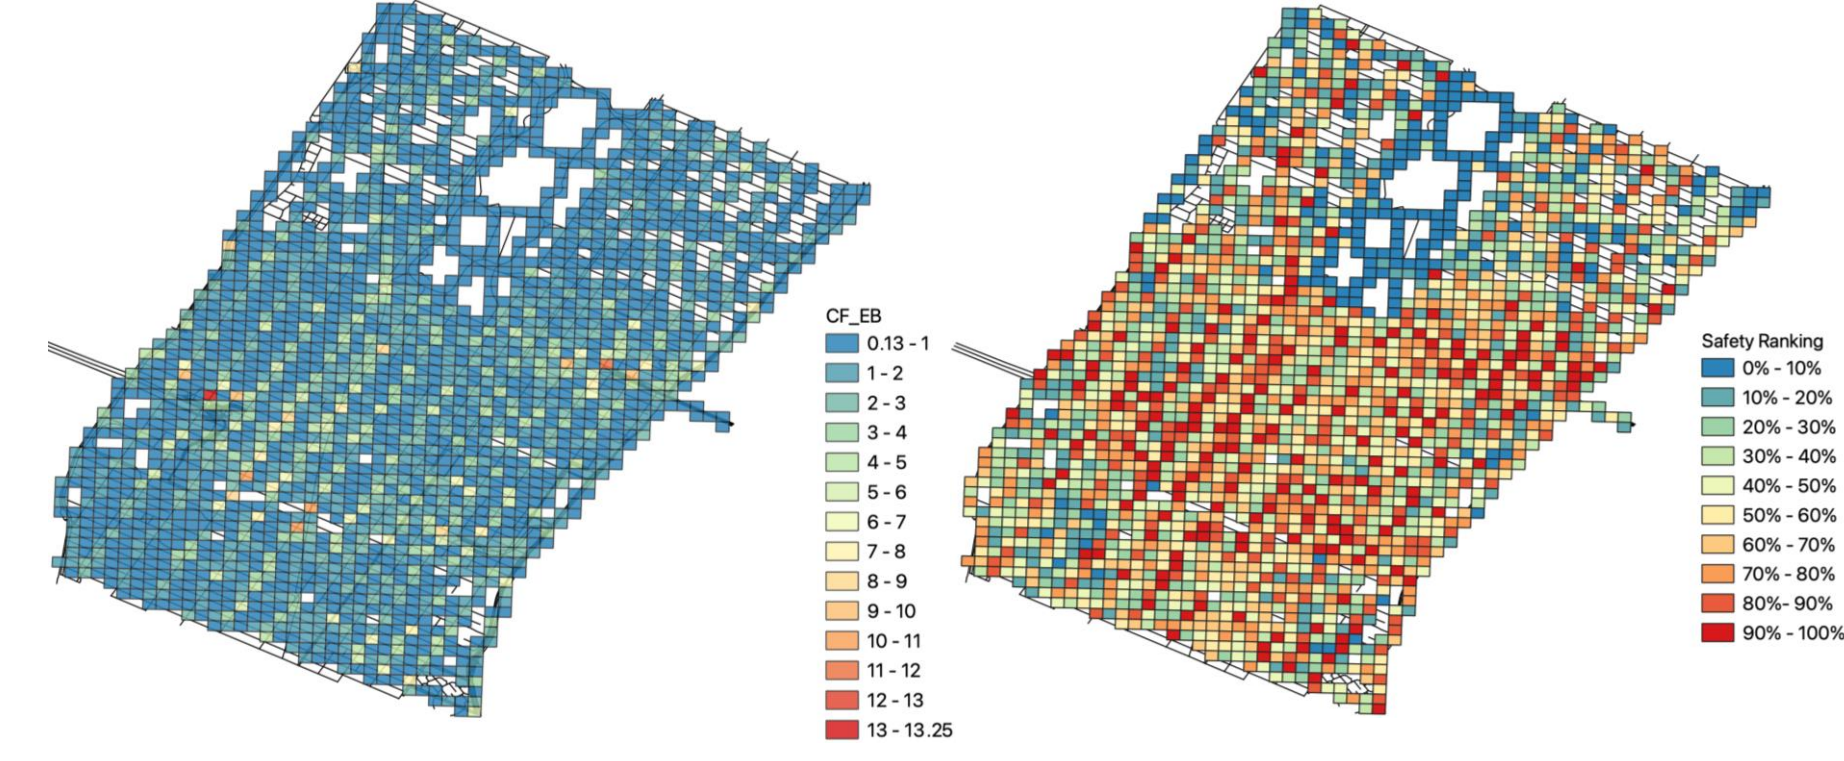 CF_EB
0.13 - 1
1 - 2
2 - 3
3 - 4
4 - 5
5 - 6
6 - 7
7 - 8
8 - 9
9 - 10
10 - 11
11 - 12
12 - 13
13 - 13.25
Safety Ranking
0% - 10%
10% - 20%
20% - 30%
30% - 40%
40% - 50%
50% - 60%
60% - 70%
70% - 80%
80%- 90%
90% - 100%